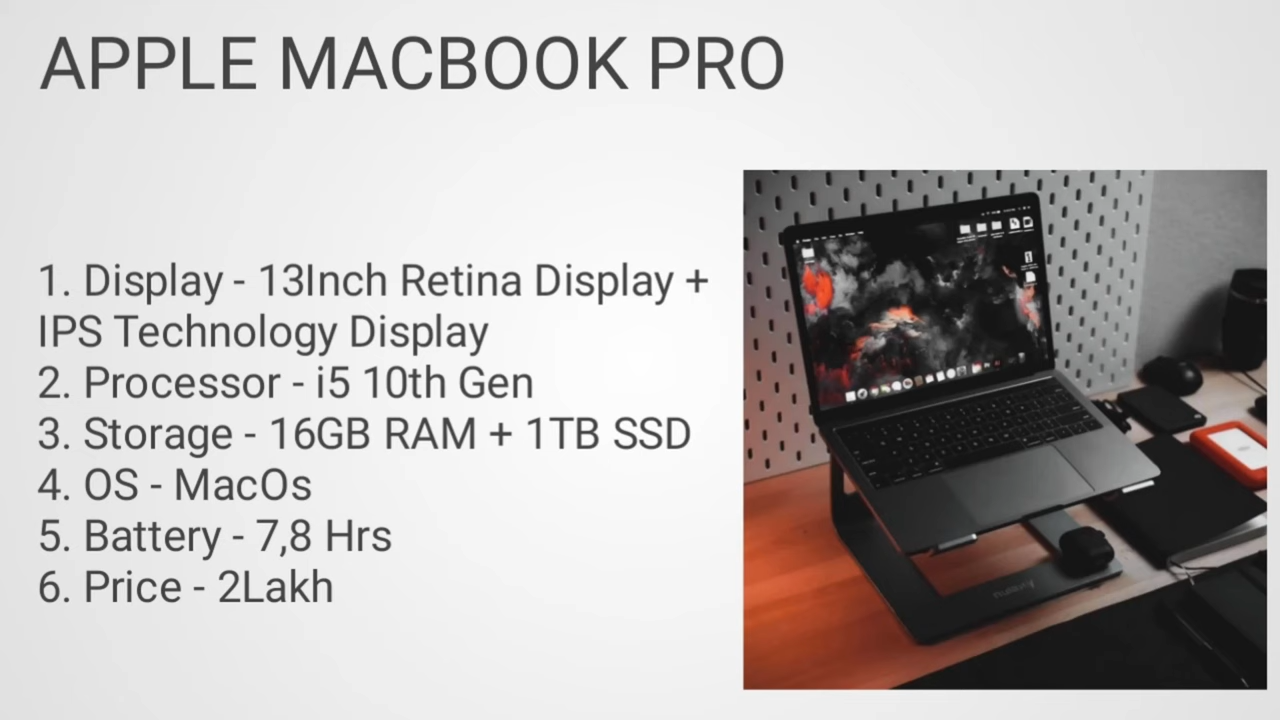 APPLE MACBOOK PRO
1. Display - 13Inch Retina Display +
IPS Technology Display
2. Processor - i5 10th Gen
3. Storage - 16GB RAM + 1TB SSD
4. OS - MacOs
5. Battery - 7,8 Hrs
6. Price - 2Lakh